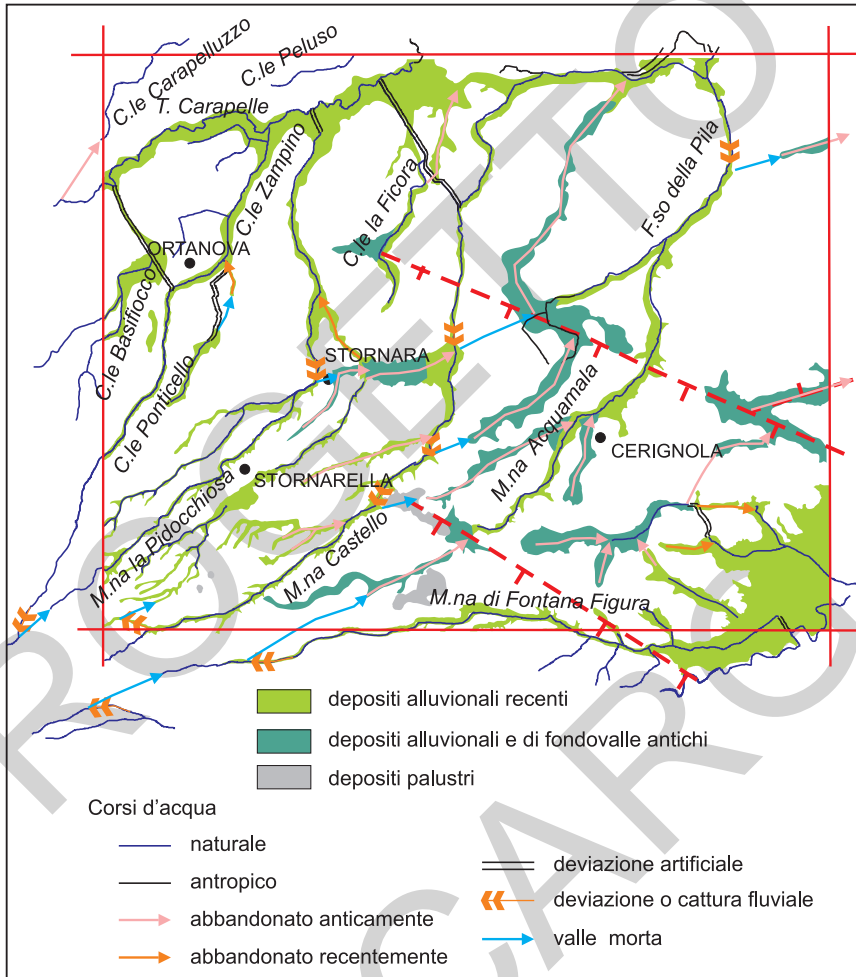 C.le Carapelluzzo
C.le Peluso
T. Carapelle
C.le Zampino
C.le la Ficora
F.so della Pila
ORTANOVA
C.le Basifiocco
C.le Ponticello
STORNARA
M.na Acquamala
CERIGNOLA
STORNARELLA
M.na la Pidocchiosa
M.na Castello
M.na di Fontana Figura
depositi alluvionali recenti
depositi alluvionali e di fondovalle antichi
depositi palustri
Corsi d'acqua
naturale
antropico
abbandonato anticamente
abbandonato recentemente
deviazione artificiale
deviazione o cattura fluviale
valle morta
ROGETTO
CARG